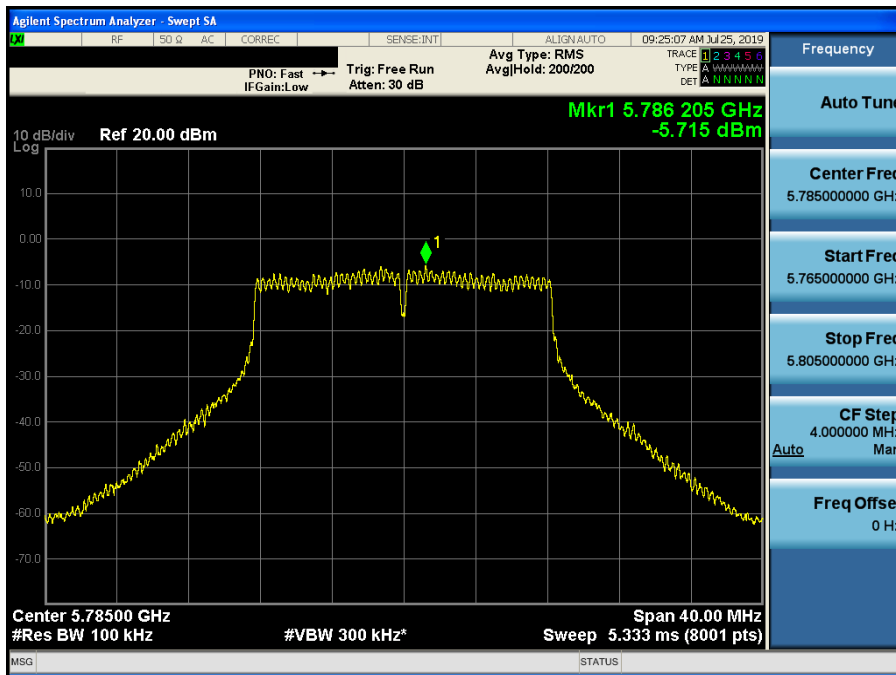 Agilent Spectrum Analyzer - Swept SA
LXI RF 50 Ω AC CORREC SENSE:INT ALIGN AUTO 09:25:07 AM Jul 25, 2019
PNO: Fast
IFGain:Low
Trig: Free Run
Atten: 30 dB
Avg Type: RMS
Avg|Hold: 200/200
TRACE 1 2 3 4 5 6
TYPE A WWWWW
DET A N N N N N
Frequency
Mkr1 5.786 205 GHz
-5.715 dBm
10 dB/div Ref 20.00 dBm
Log
10.0
0.00
-10.0
-20.0
-30.0
-40.0
-50.0
-60.0
-70.0
1
Center 5.78500 GHz Span 40.00 MHz
#Res BW 100 kHz #VBW 300 kHz* Sweep 5.333 ms (8001 pts)
Auto Tune
Center Freq
5.785000000 GHz
Start Freq
5.765000000 GHz
Stop Freq
5.805000000 GHz
CF Step
4.000000 MHz
Auto Man
Freq Offse
0 Hz
MSG STATUS